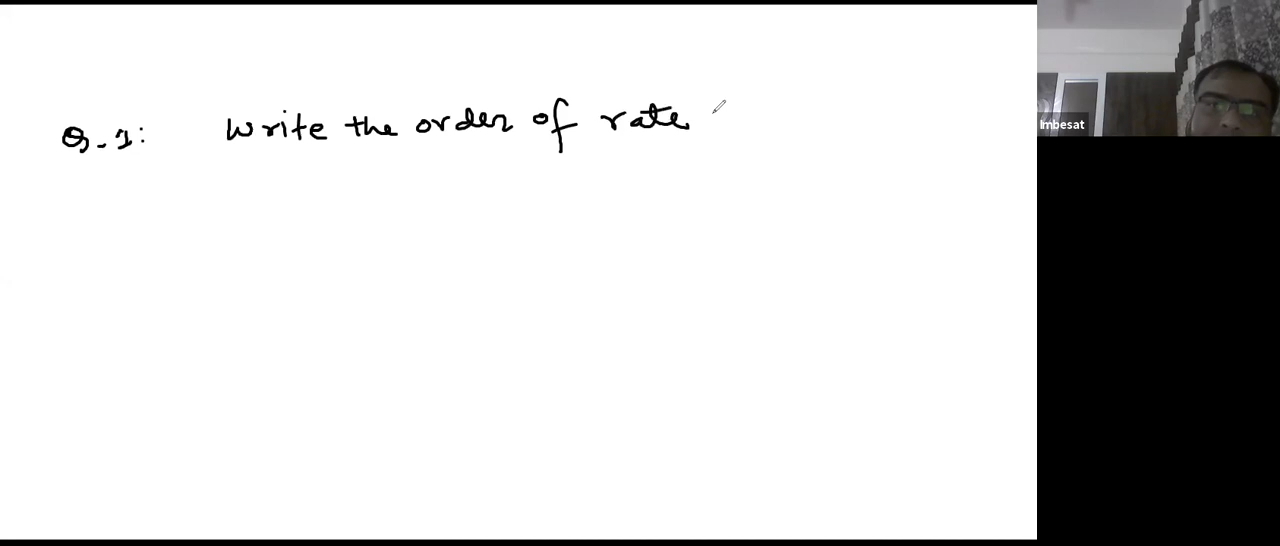 Q.1: Write the order of rate
Imbesat